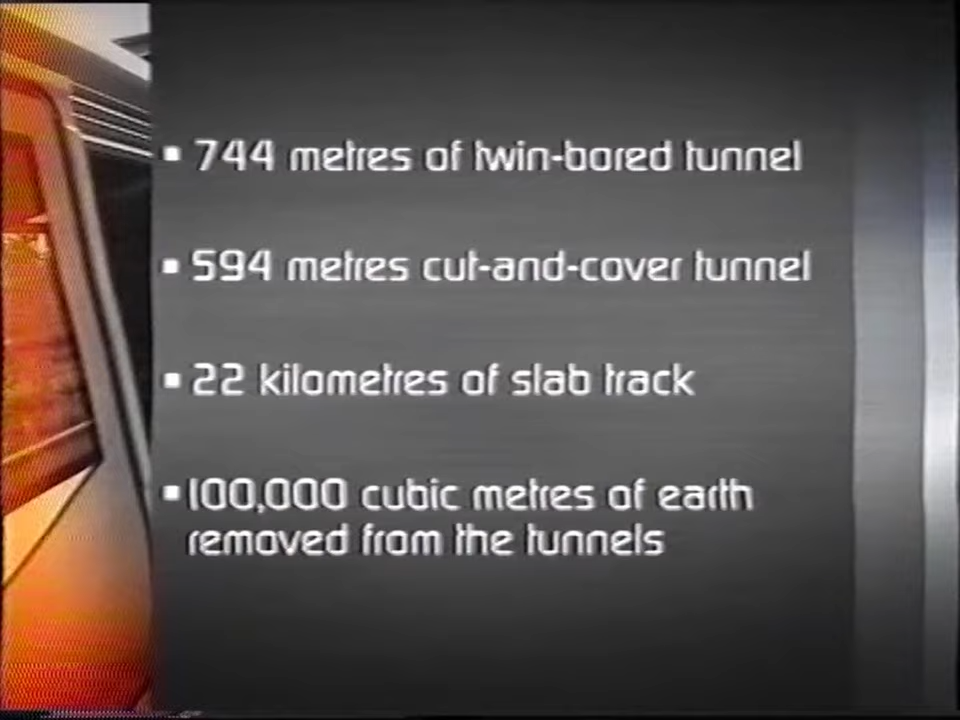 ▪ 744 metres of twin-bored tunnel
▪ 594 metres cut-and-cover tunnel
▪ 22 kilometres of slab track
▪ 100,000 cubic metres of earth
removed from the tunnels